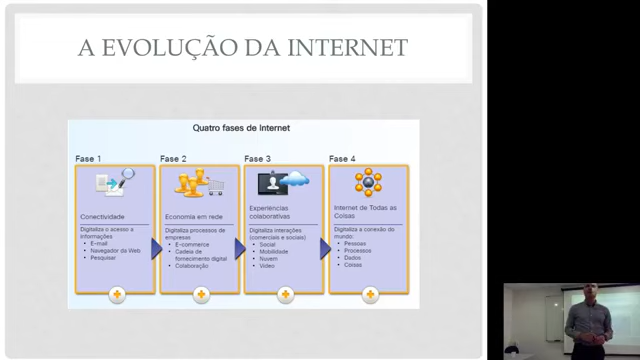 A EVOLUÇÃO DA INTERNET
Quatro fases de Internet
Fase 1
Conectividade
Digitaliza o acesso a
informações
• E-mail
• Navegador da Web
• Pesquisar
Fase 2
Economia em rede
Digitaliza processos de
empresas
• E-commerce
• Cadeia de
fornecimento digital
• Colaboração
Fase 3
Experiências
colaborativas
Digitaliza interações
(comerciais e sociais)
• Social
• Mobilidade
• Nuvem
• Vídeo
Fase 4
Internet de Todas as
Coisas
Digitaliza a conexão do
mundo:
• Pessoas
• Processos
• Dados
• Coisas